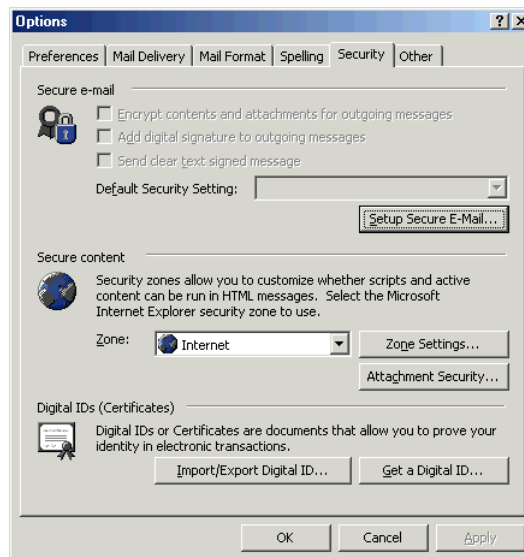 Options
Preferences Mail Delivery Mail Format Spelling Security Other
Secure e-mail
Encrypt contents and attachments for outgoing messages
Add digital signature to outgoing messages
Send clear text signed message
Default Security Setting:
Setup Secure E-Mail...
Secure content
Security zones allow you to customize whether scripts and active
content can be run in HTML messages. Select the Microsoft
Internet Explorer security zone to use.
Zone: Internet Zone Settings...
Attachment Security...
Digital IDs (Certificates)
Digital IDs or Certificates are documents that allow you to prove your
identity in electronic transactions.
Import/Export Digital ID... Get a Digital ID...
OK Cancel Apply